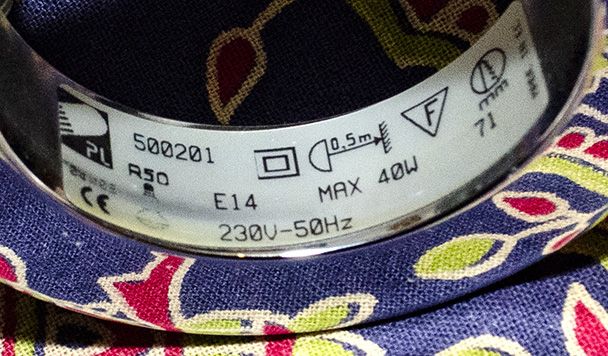 PL
500201
R50
E14
0,5m
MAX 40W
230V-50Hz
F
71
CE